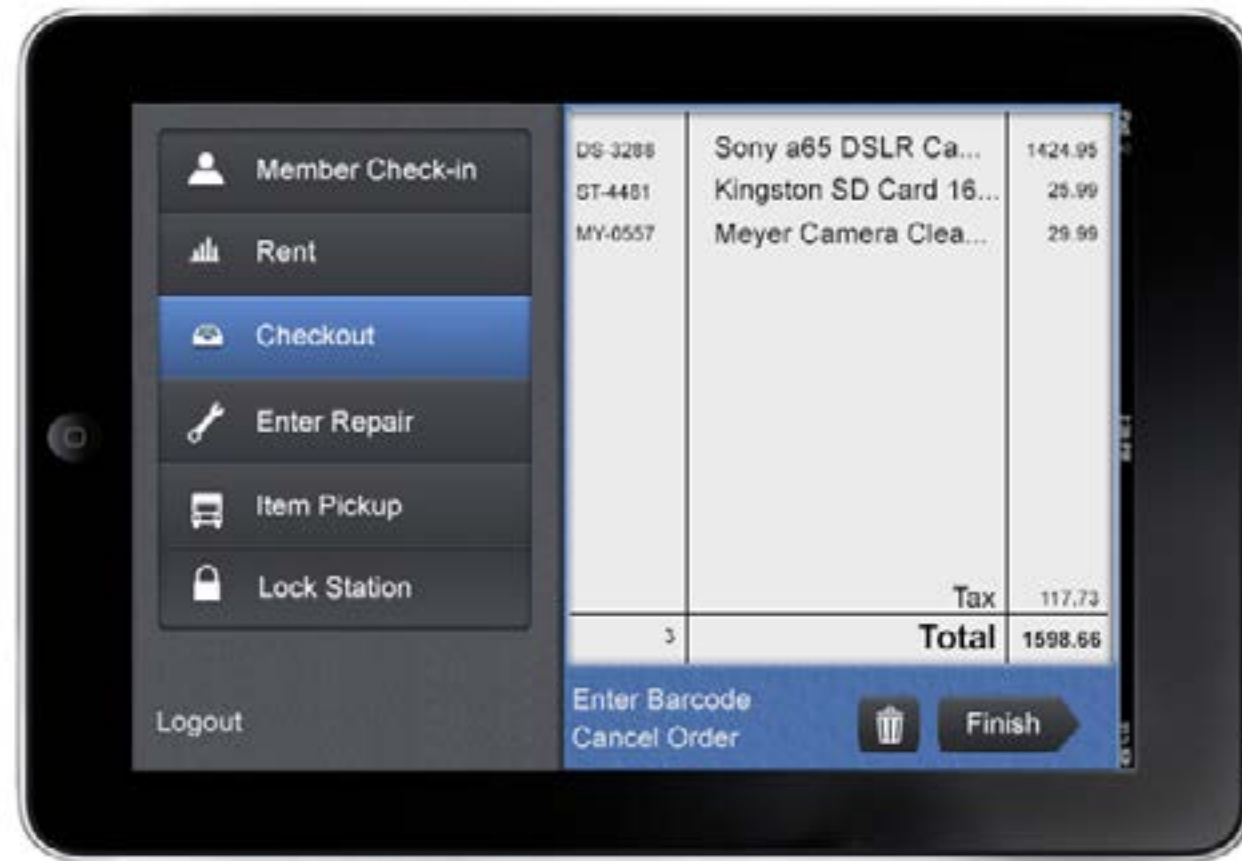 Member Check-in
Rent
Checkout
Enter Repair
Item Pickup
Lock Station
Logout
DS-3288 Sony a65 DSLR Ca... 1424.95
ST-4481 Kingston SD Card 16... 25.99
MY-0557 Meyer Camera Clea... 29.99
Tax 117.73
3 Total 1598.66
Enter Barcode
Cancel Order
Finish